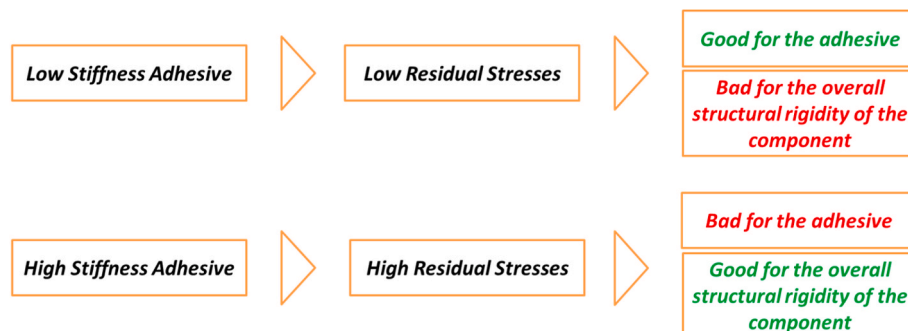 Low Stiffness Adhesive
Low Residual Stresses
Good for the adhesive
Bad for the overall
structural rigidity of the
component
High Stiffness Adhesive
High Residual Stresses
Bad for the adhesive
Good for the overall
structural rigidity of the
component